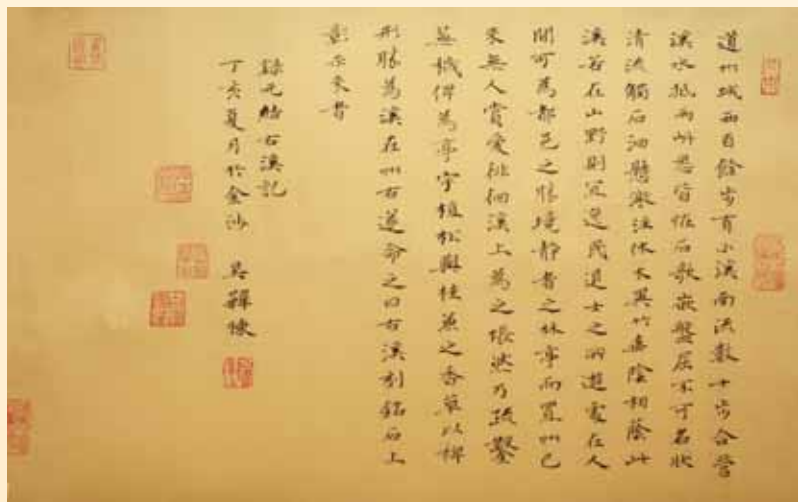 道州城西百餘步有小溪南流數十步合營
溪水抵兩岸悉皆怪石欹嵌盤屈不可名狀
清流觸石洄懸激注休木異竹垂陰相蔭此
溪若在山野則宜逸民退士之所遊處在人
間可為都邑之勝境靜者之林亭而置州已
來無人賞愛徘徊溪上為之悵然乃疏鑿
蕪穢俾為亭宇植松與桂兼之香草以裨
形勝為溪在州右遂命之曰右溪刻銘石上
彰示來者
錄元結右溪記
丁亥夏月於金沙 吳